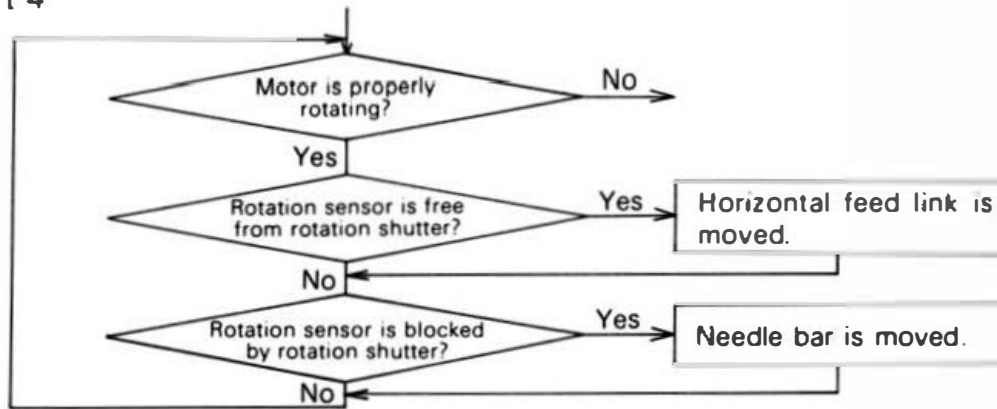 Motor is properly
rotating?
No
Yes
Rotation sensor is free
from rotation shutter?
Yes
Horizontal feed link is
moved.
No
Rotation sensor is blocked
by rotation shutter?
Yes
Needle bar is moved.
No